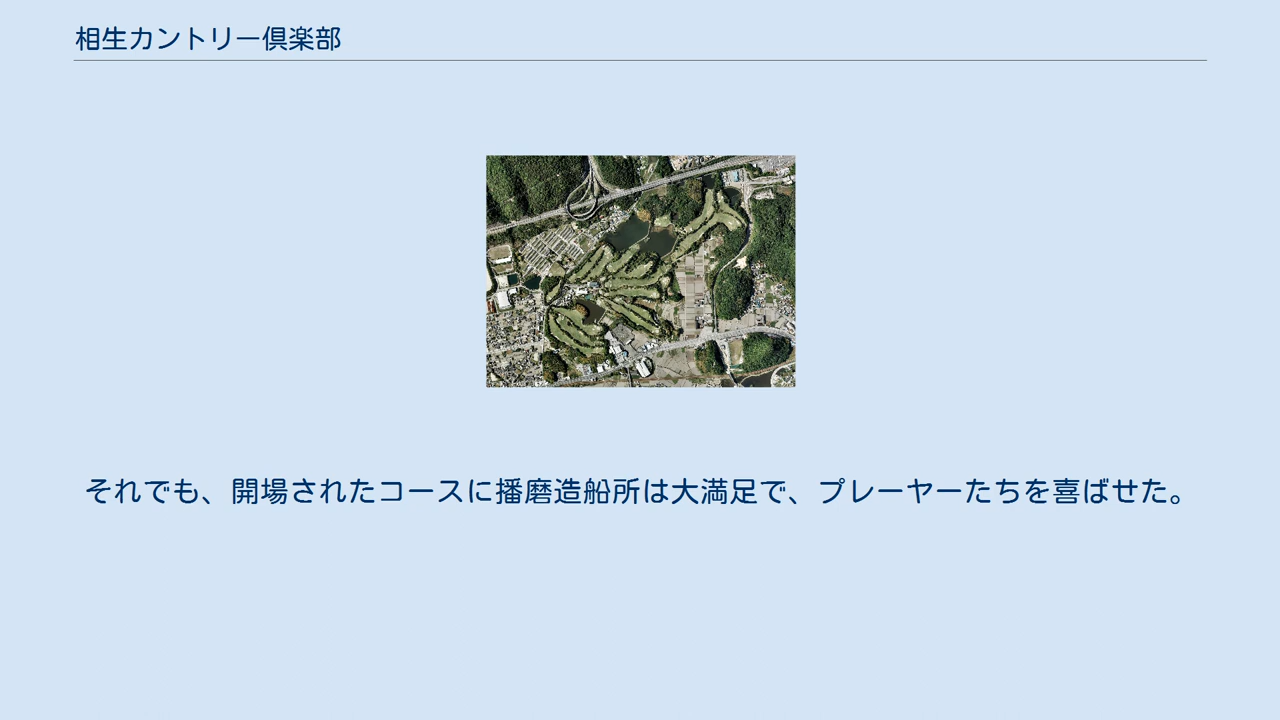 相生カントリー倶楽部
それでも、開場されたコースに播磨造船所は大満足で、プレーヤーたちを喜ばせた。